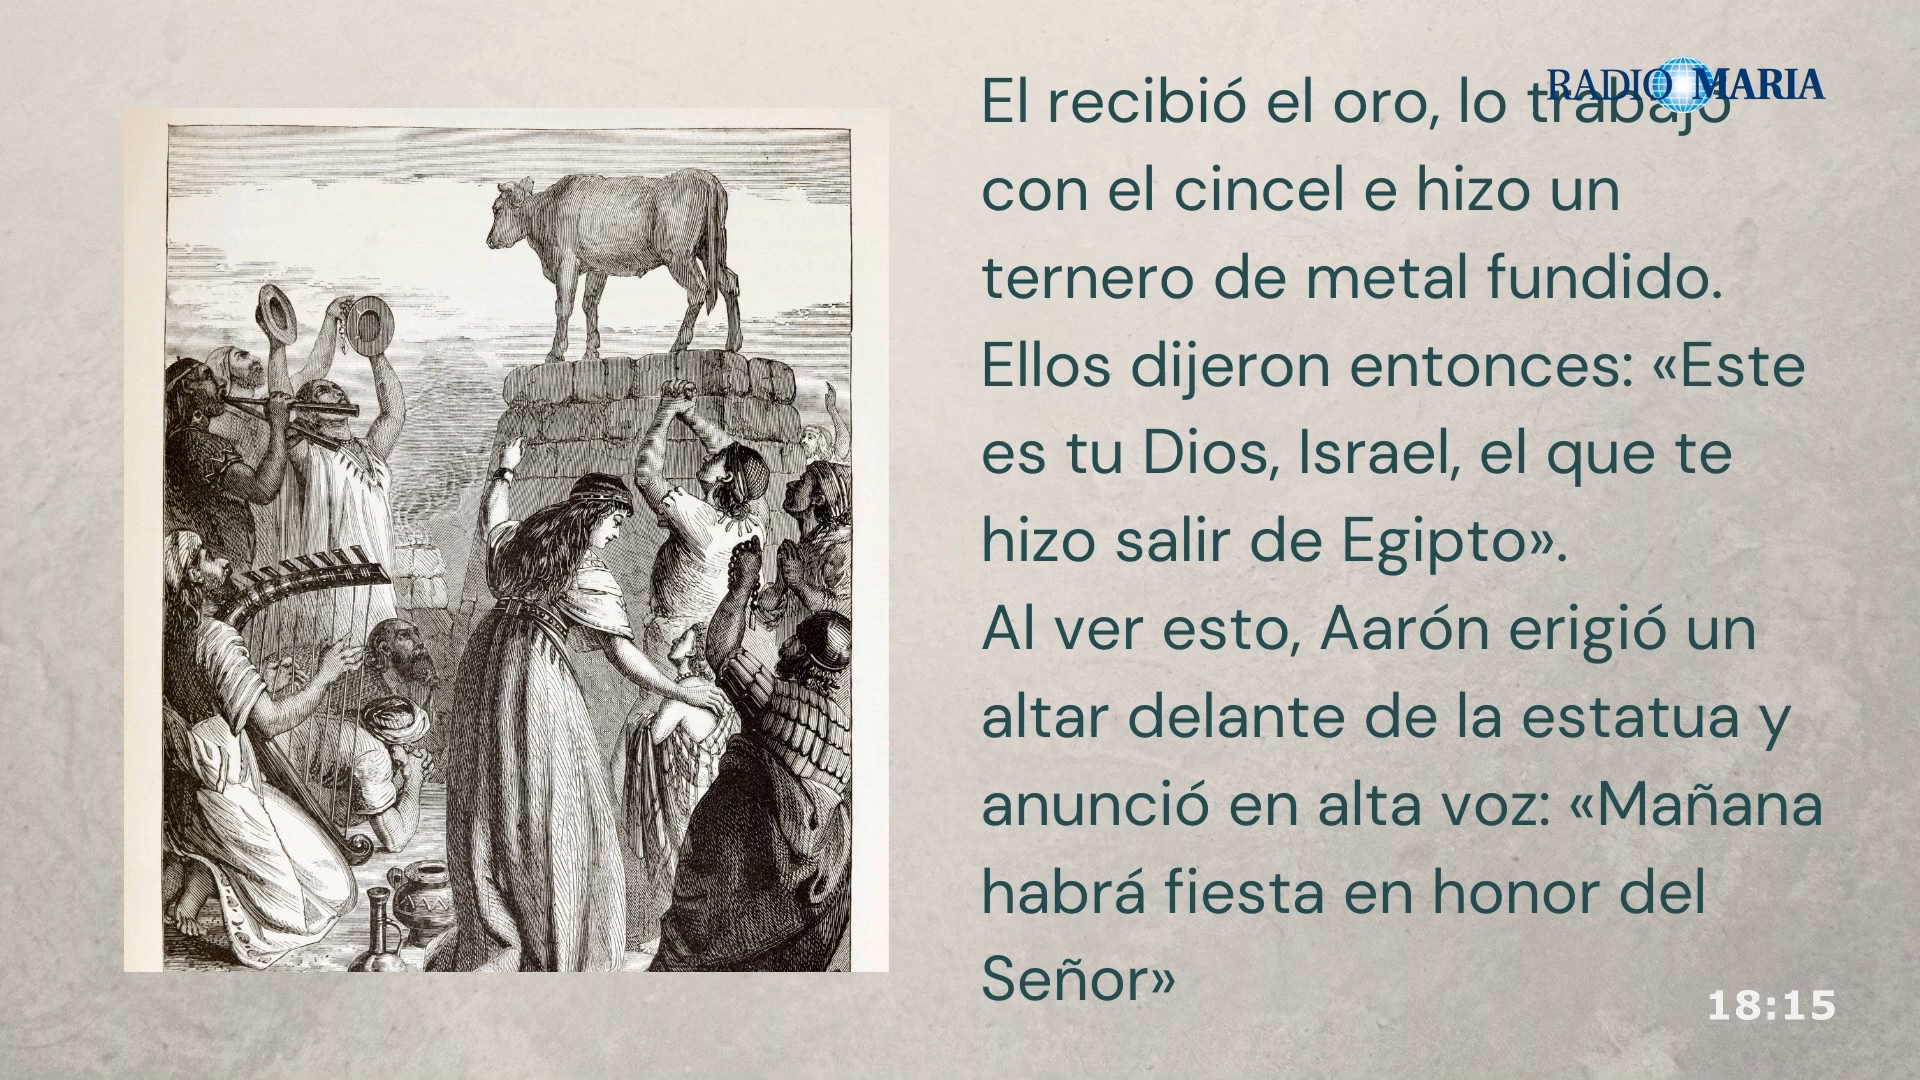 RADIO MARIA
El recibió el oro, lo trabajó
con el cincel e hizo un
ternero de metal fundido.
Ellos dijeron entonces: «Este
es tu Dios, Israel, el que te
hizo salir de Egipto».
Al ver esto, Aarón erigió un
altar delante de la estatua y
anunció en alta voz: «Mañana
habrá fiesta en honor del
Señor»
18:15